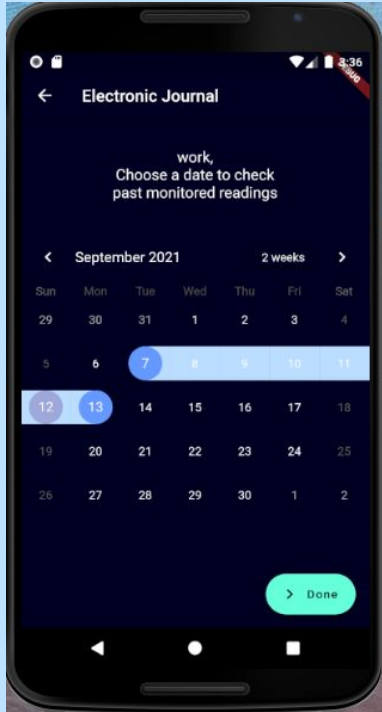 3:36
DEBUG
Electronic Journal
work,
Choose a date to check
past monitored readings
September 2021 2 weeks
Sun Mon Tue Wed Thu Fri Sat
29 30 31 1 2 3 4
5 6 7 8 9 10 11
12 13 14 15 16 17 18
19 20 21 22 23 24 25
26 27 28 29 30 1 2
Done